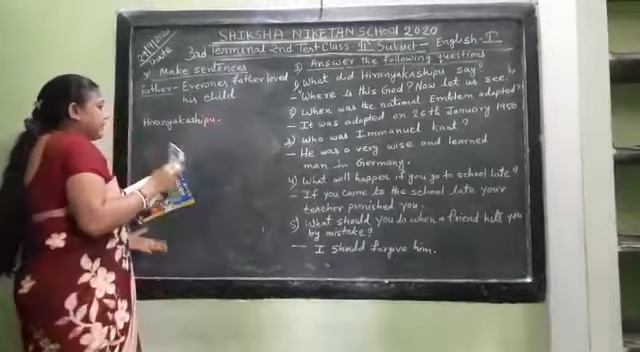 SHIKSHA NIKETAN SCHOOL 2020
29/9/2020
Date
3rd Terminal 2nd Test Class II Subject- English-I
Make sentences
Father- Everones father loved
his child
Hiranyakashipu-
3) Answer the following questions
1) What did Hiranyakashipu say?
- Where is this God? Now let us see!
2) When was the national Emblem adopted?
- It was adopted on 26th January 1950
3) Who was Immanuel kant?
- He was a very wise and learned
man in Germany.
4) What will happen if you go to school late?
- If you came to the school late your
teacher punished you.
5) What should you do when a friend hits you
by mistake?
- I should forgive him.